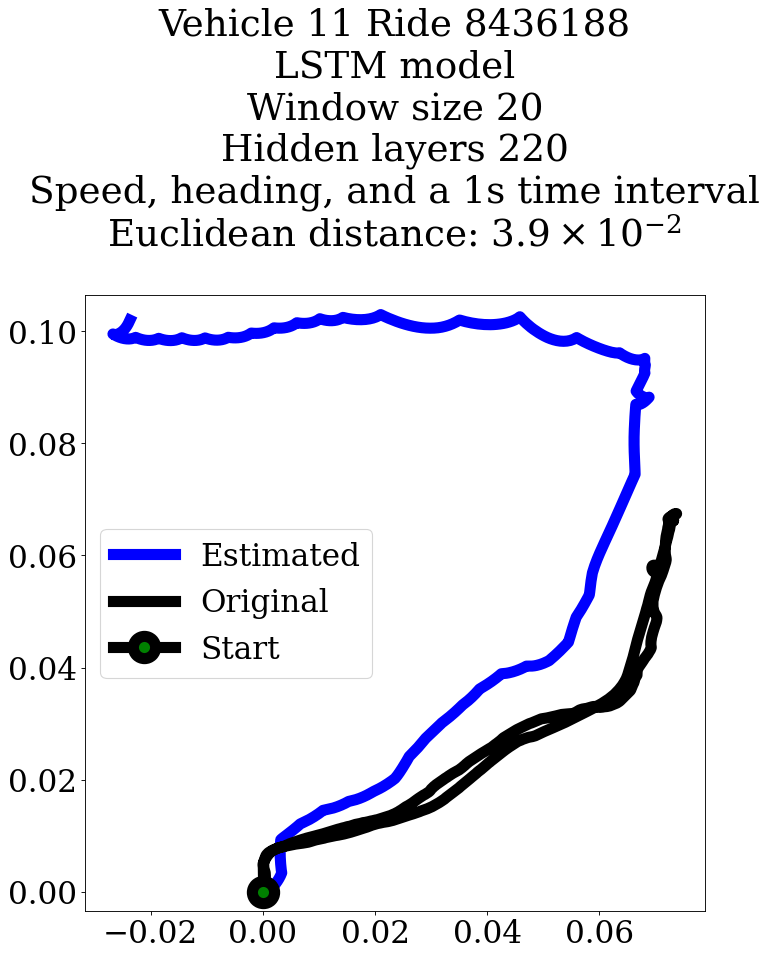 Vehicle 11 Ride 8436188
LSTM model
Window size 20
Hidden layers 220
Speed, heading, and a 1s time interval
Euclidean distance: 3.9 × 10⁻²
0.10
0.08
0.06
0.04
0.02
0.00
Estimated
Original
Start
−0.02 0.00 0.02 0.04 0.06